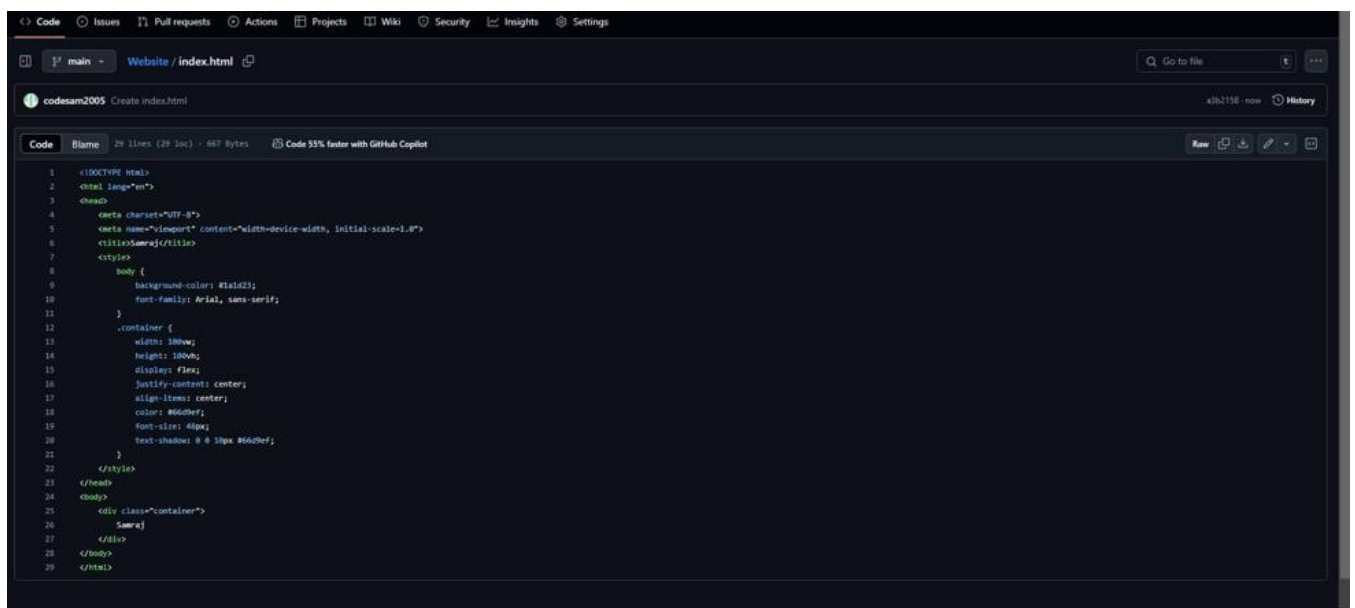 Code Issues Pull requests Actions Projects Wiki Security Insights Settings
main Website / index.html Go to file t
codesam2005 Create index.html a3b2158 · now History
Code Blame 29 lines (29 loc) · 667 Bytes Code 55% faster with GitHub Copilot Raw
1 <!DOCTYPE html>
2 <html lang="en">
3 <head>
4 <meta charset="UTF-8">
5 <meta name="viewport" content="width=device-width, initial-scale=1.0">
6 <title>Samraj</title>
7 <style>
8 body {
9 background-color: #1a1d23;
10 font-family: Arial, sans-serif;
11 }
12 .container {
13 width: 100vw;
14 height: 100vh;
15 display: flex;
16 justify-content: center;
17 align-items: center;
18 color: #66d9ef;
19 font-size: 48px;
20 text-shadow: 0 0 10px #66d9ef;
21 }
22 </style>
23 </head>
24 <body>
25 <div class="container">
26 Samraj
27 </div>
28 </body>
29 </html>